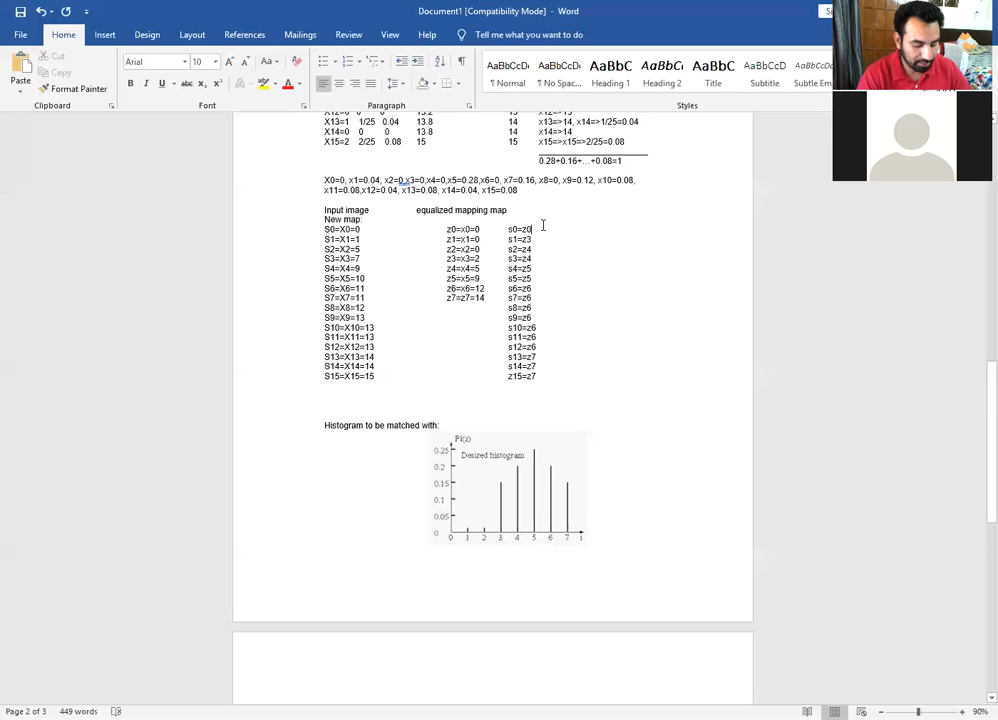 Document1 [Compatibility Mode] - Word
File Home Insert Design Layout References Mailings Review View Help Tell me what you want to do
Paste
Cut
Copy
Format Painter
Clipboard
Arial 10
Font
Paragraph
AaBbCcDc AaBbCcDc AaBbC AaBbCc AaBbC AaBbCcD
¶ Normal ¶ No Spac... Heading 1 Heading 2 Title Subtitle Subtle Em
Styles
X13=1 1/25 0.04 13.8 14 x13=>14, x14=>1/25=0.04
X14=0 0 0 13.8 14 x14=>14
X15=2 2/25 0.08 15 15 x15=>x15=>2/25=0.08
0.28+0.16+...+0.08=1
X0=0, x1=0.04, x2=0,x3=0,x4=0,x5=0.28,x6=0, x7=0.16, x8=0, x9=0.12, x10=0.08,
x11=0.08,x12=0.04, x13=0.08, x14=0.04, x15=0.08
Input image equalized mapping map
New map:
S0=X0=0 z0=x0=0 s0=z0
S1=X1=1 z1=x1=0 s1=z3
S2=X2=5 z2=x2=0 s2=z4
S3=X3=7 z3=x3=2 s3=z4
S4=X4=9 z4=x4=5 s4=z5
S5=X5=10 z5=x5=9 s5=z5
S6=X6=11 z6=x6=12 s6=z6
S7=X7=11 z7=z7=14 s7=z6
S8=X8=12 s8=z6
S9=X9=13 s9=z6
S10=X10=13 s10=z6
S11=X11=13 s11=z6
S12=X12=13 s12=z6
S13=X13=14 s13=z7
S14=X14=14 s14=z7
S15=X15=15 z15=z7
Histogram to be matched with:
Pi(z)
Desired histogram
0.25
0.2
0.15
0.1
0.05
0
0 1 2 3 4 5 6 7 i
Page 2 of 3 449 words 90%